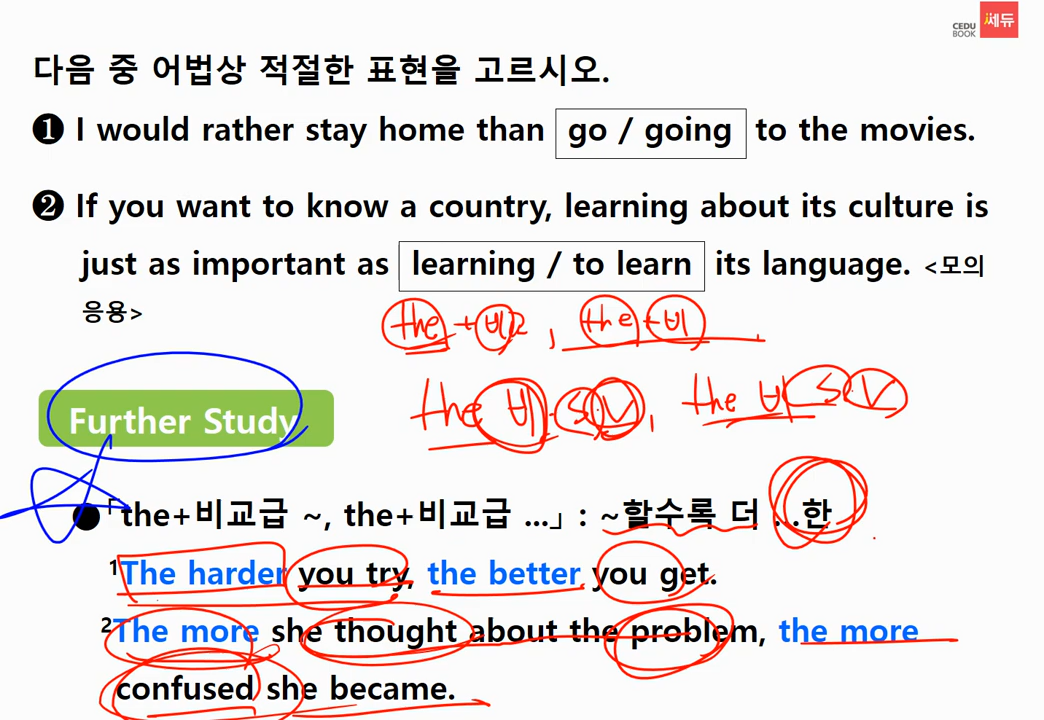 CEDU
BOOK
쎄듀
다음 중 어법상 적절한 표현을 고르시오.
❶ I would rather stay home than go / going to the movies.
❷ If you want to know a country, learning about its culture is
just as important as learning / to learn its language. <모의
응용>
the + 비교, the + 비
the 비 S V, the 비 S V
Further Study
●「the+비교급 ~, the+비교급 ...」: ~할수록 더 ...한
¹The harder you try, the better you get.
²The more she thought about the problem, the more
confused she became.